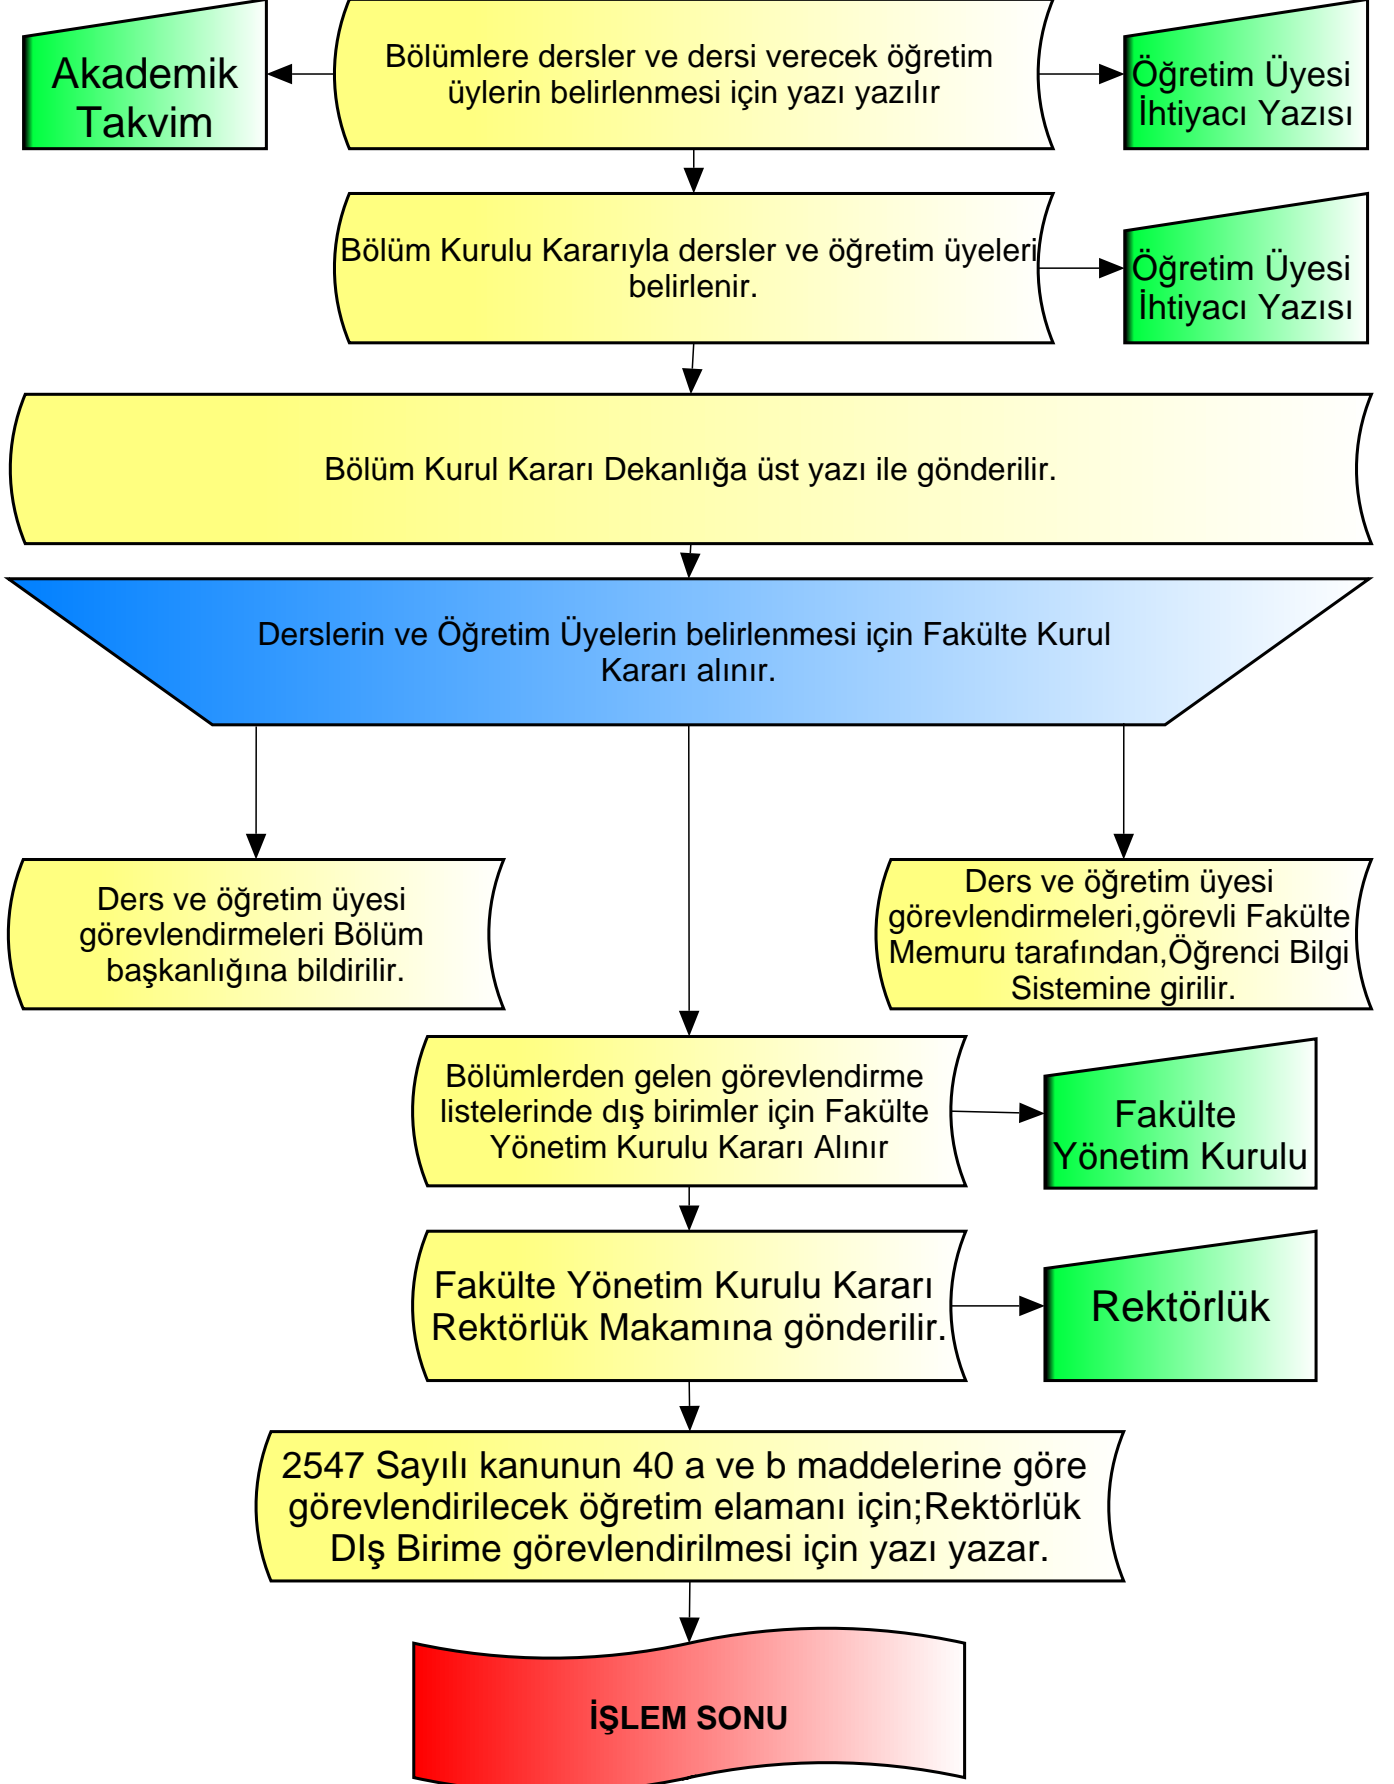 Akademik
Takvim
Bölümlere dersler ve dersi verecek öğretim
üylerin belirlenmesi için yazı yazılır
Öğretim Üyesi
İhtiyacı Yazısı
Bölüm Kurulu Kararıyla dersler ve öğretim üyeleri
belirlenir.
Öğretim Üyesi
İhtiyacı Yazısı
Bölüm Kurul Kararı Dekanlığa üst yazı ile gönderilir.
Derslerin ve Öğretim Üyelerin belirlenmesi için Fakülte Kurul
Kararı alınır.
Ders ve öğretim üyesi
görevlendirmeleri Bölüm
başkanlığına bildirilir.
Ders ve öğretim üyesi
görevlendirmeleri,görevli Fakülte
Memuru tarafından,Öğrenci Bilgi
Sistemine girilir.
Bölümlerden gelen görevlendirme
listelerinde dış birimler için Fakülte
Yönetim Kurulu Kararı Alınır
Fakülte
Yönetim Kurulu
Fakülte Yönetim Kurulu Kararı
Rektörlük Makamına gönderilir.
Rektörlük
2547 Sayılı kanunun 40 a ve b maddelerine göre
görevlendirilecek öğretim elamanı için;Rektörlük
DIş Birime görevlendirilmesi için yazı yazar.
İŞLEM SONU